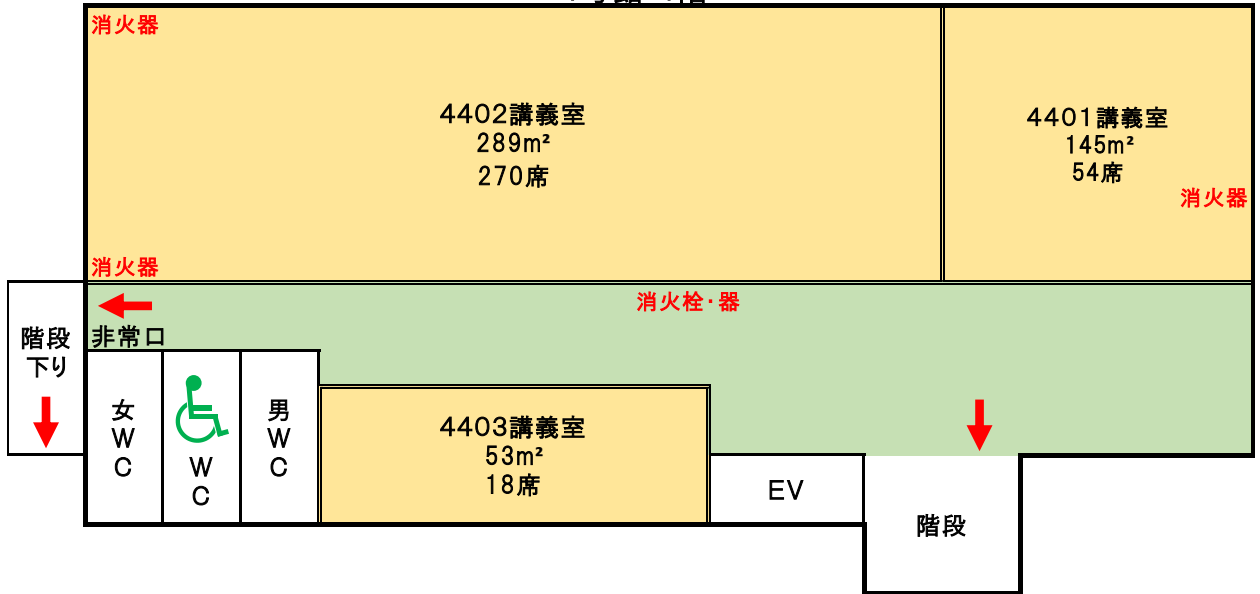 消火器
4402講義室
289m²
270席
4401講義室
145m²
54席
消火器
消火器
消火栓・器
非常口
階段
下り
女
W
C
W
C
男
W
C
4403講義室
53m²
18席
EV
階段